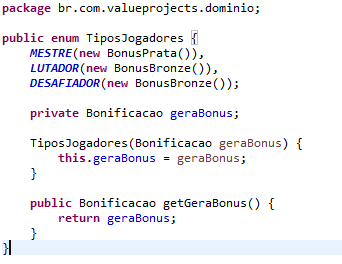 package br.com.valueprojects.dominio;
public enum TiposJogadores {
MESTRE(new BonusPrata()),
LUTADOR(new BonusBronze()),
DESAFIADOR(new BonusBronze());
private Bonificacao geraBonus;
TiposJogadores(Bonificacao geraBonus) {
this.geraBonus = geraBonus;
}
public Bonificacao getGeraBonus() {
return geraBonus;
}
}